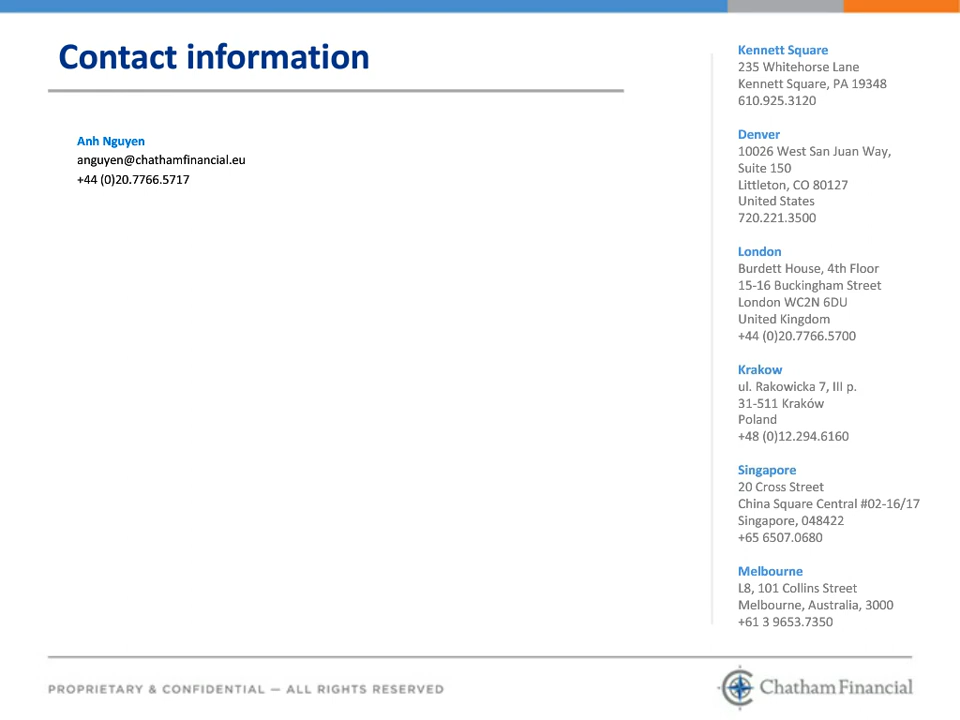 Contact information
Anh Nguyen
anguyen@chathamfinancial.eu
+44 (0)20.7766.5717
Kennett Square
235 Whitehorse Lane
Kennett Square, PA 19348
610.925.3120
Denver
10026 West San Juan Way,
Suite 150
Littleton, CO 80127
United States
720.221.3500
London
Burdett House, 4th Floor
15-16 Buckingham Street
London WC2N 6DU
United Kingdom
+44 (0)20.7766.5700
Krakow
ul. Rakowicka 7, III p.
31-511 Kraków
Poland
+48 (0)12.294.6160
Singapore
20 Cross Street
China Square Central #02-16/17
Singapore, 048422
+65 6507.0680
Melbourne
L8, 101 Collins Street
Melbourne, Australia, 3000
+61 3 9653.7350
PROPRIETARY & CONFIDENTIAL — ALL RIGHTS RESERVED
Chatham Financial